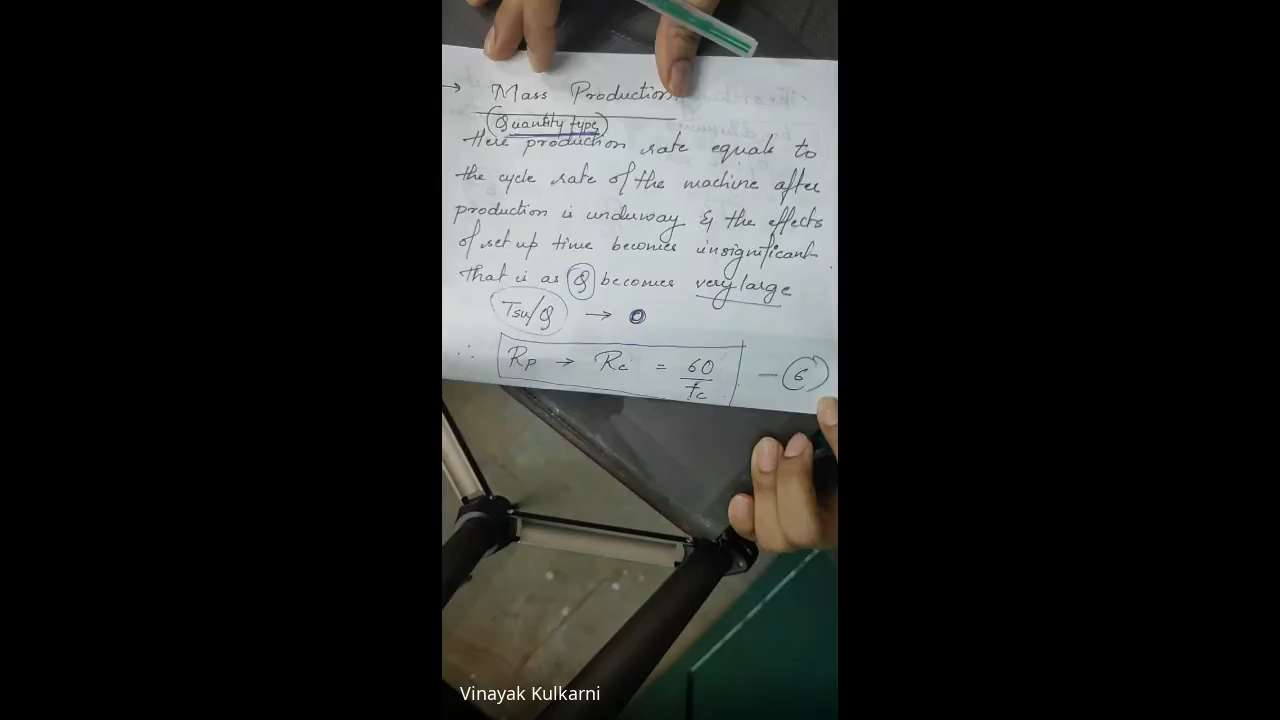 → Mass Production
(Quantity type)
Here production rate equals to
the cycle rate of the machine after
production is underway & the effects
of set up time becomes insignificant
That is as Q becomes very large
Tsu/Q → 0
∴ Rp → Rc = 60/Tc — 6
Vinayak Kulkarni